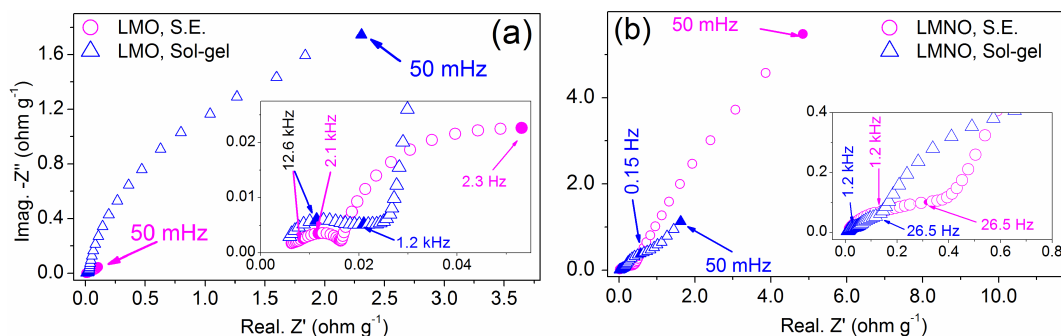 (a)
LMO, S.E.
LMO, Sol-gel
50 mHz
50 mHz
12.6 kHz
2.1 kHz
2.3 Hz
1.2 kHz
0.02
0.01
0.00
0.02
0.04
2.0
1.6
1.2
0.8
0.4
0.0
0.0
0.5
1.0
1.5
2.0
2.5
3.0
3.5
Imag. -Z" (ohm g⁻¹)
Real. Z' (ohm g⁻¹)
(b)
50 mHz
LMNO, S.E.
LMNO, Sol-gel
0.15 Hz
50 mHz
1.2 kHz
1.2 kHz
26.5 Hz
26.5 Hz
0.4
0.2
0.0
0.0
0.2
0.4
0.6
0.8
4.0
3.0
2.0
1.0
0.0
0
2
4
6
8
10
Real. Z' (ohm g⁻¹)